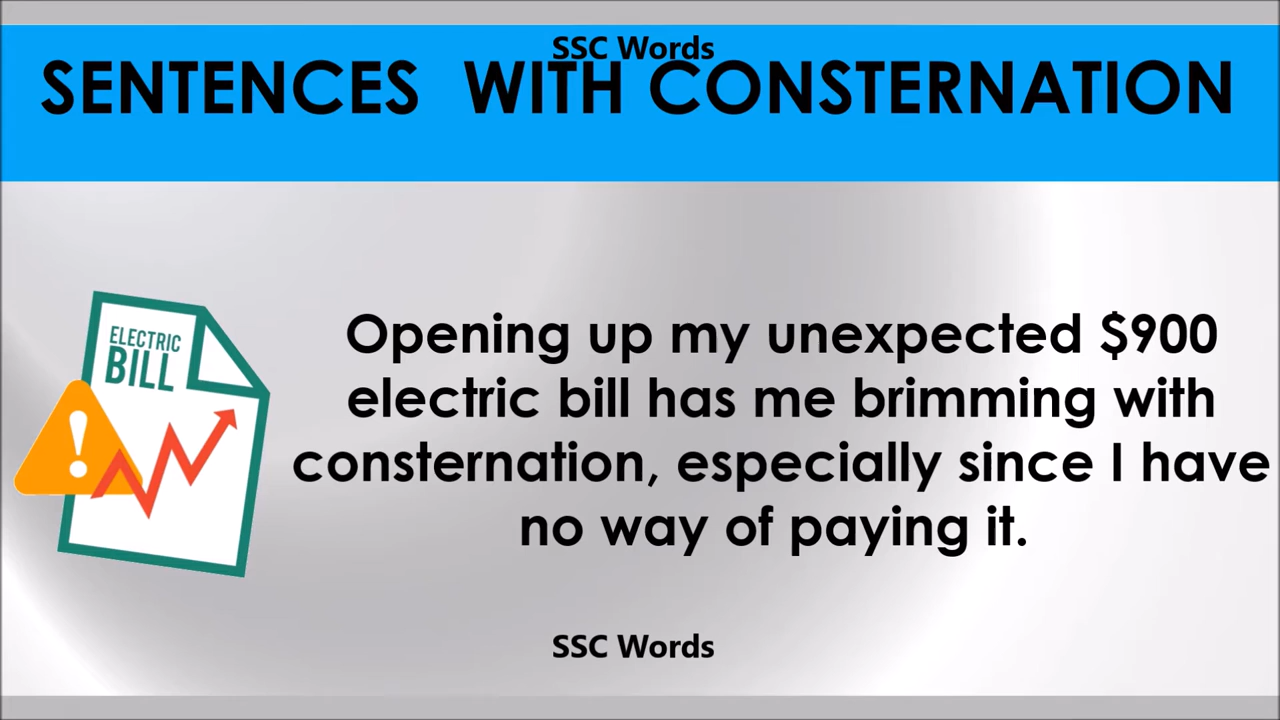 SSC Words
SENTENCES WITH CONSTERNATION
ELECTRIC
BILL
!
Opening up my unexpected $900
electric bill has me brimming with
consternation, especially since I have
no way of paying it.
SSC Words